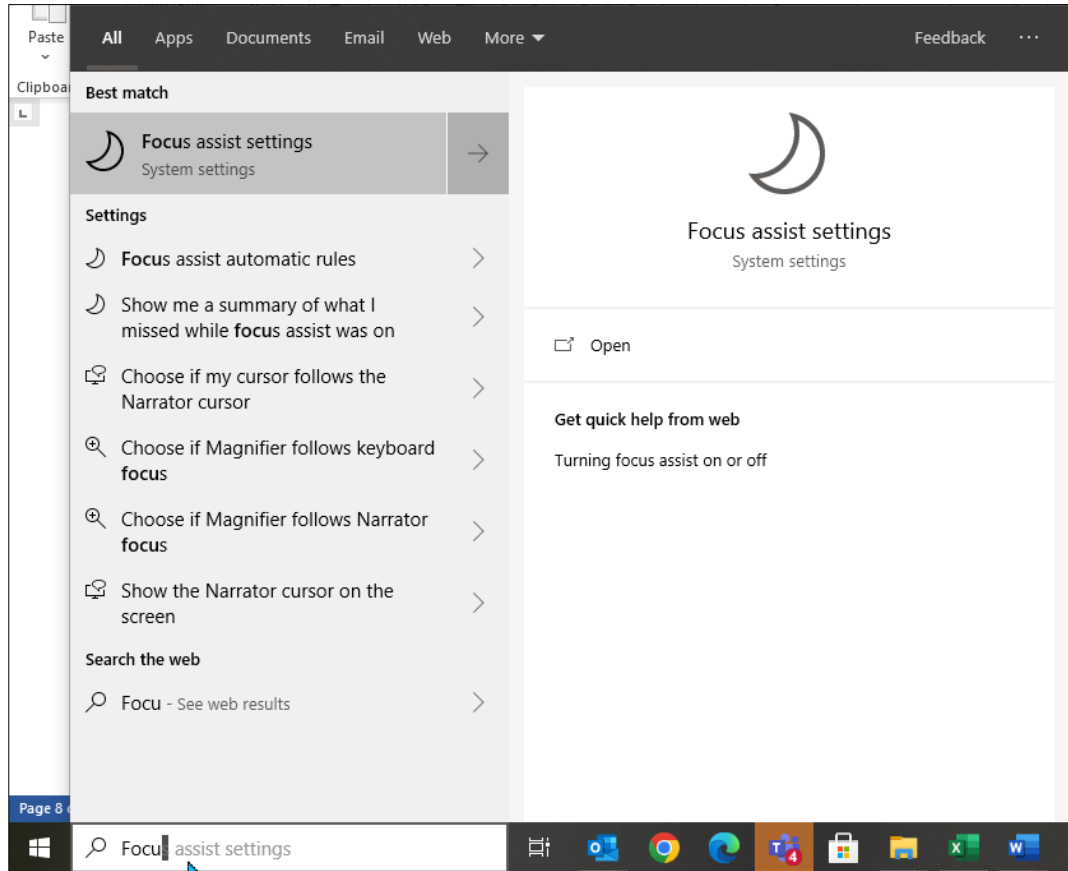 Paste
Clipboa
All Apps Documents Email Web More Feedback ...
Best match
Focus assist settings
System settings
Settings
Focus assist automatic rules
Show me a summary of what I
missed while focus assist was on
Choose if my cursor follows the
Narrator cursor
Choose if Magnifier follows keyboard
focus
Choose if Magnifier follows Narrator
focus
Show the Narrator cursor on the
screen
Search the web
Focu - See web results
Focus assist settings
System settings
Open
Get quick help from web
Turning focus assist on or off
Page 8
Focus assist settings
T 4